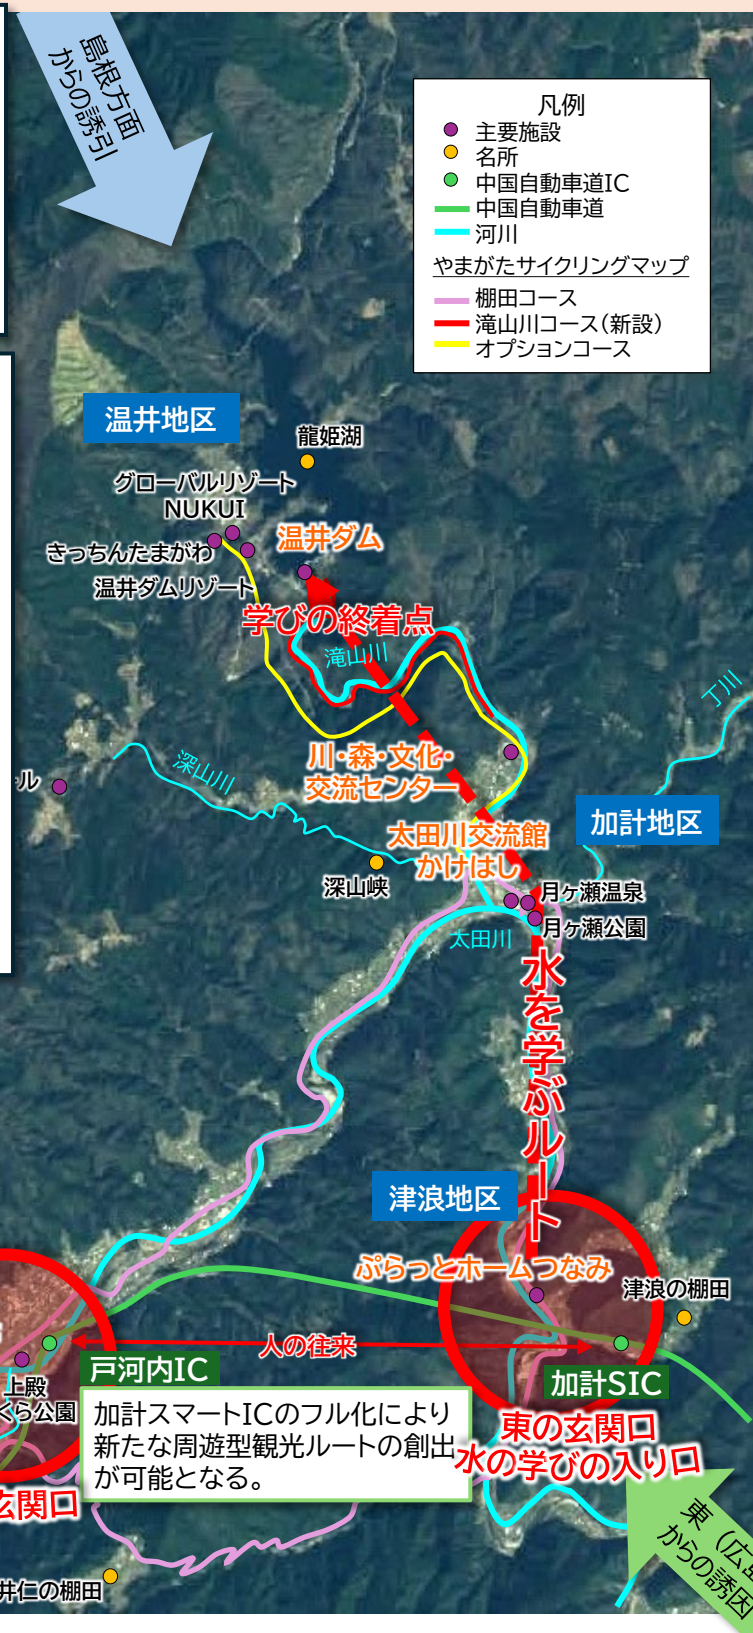 島根方面
からの誘引
凡例
主要施設
名所
中国自動車道IC
中国自動車道
河川
やまがたサイクリングマップ
棚田コース
滝山川コース(新設)
オプションコース
温井地区
龍姫湖
グローバルリゾート
NUKUI
きっちんたまがわ
温井ダム
温井ダムリゾート
学びの終着点
滝山川
丁川
深山川
ル
川・森・文化・
交流センター
加計地区
太田川交流館
かけはし
深山峡
月ヶ瀬温泉
月ヶ瀬公園
太田川
水を学ぶルート
津浪地区
ぷらっとホームつなみ
津浪の棚田
人の往来
戸河内IC
上殿
くら公園
加計SIC
加計スマートICのフル化により
新たな周遊型観光ルートの創出
が可能となる。
東の玄関口
水の学びの入り口
玄関口
東(広島
からの誘因
井仁の棚田